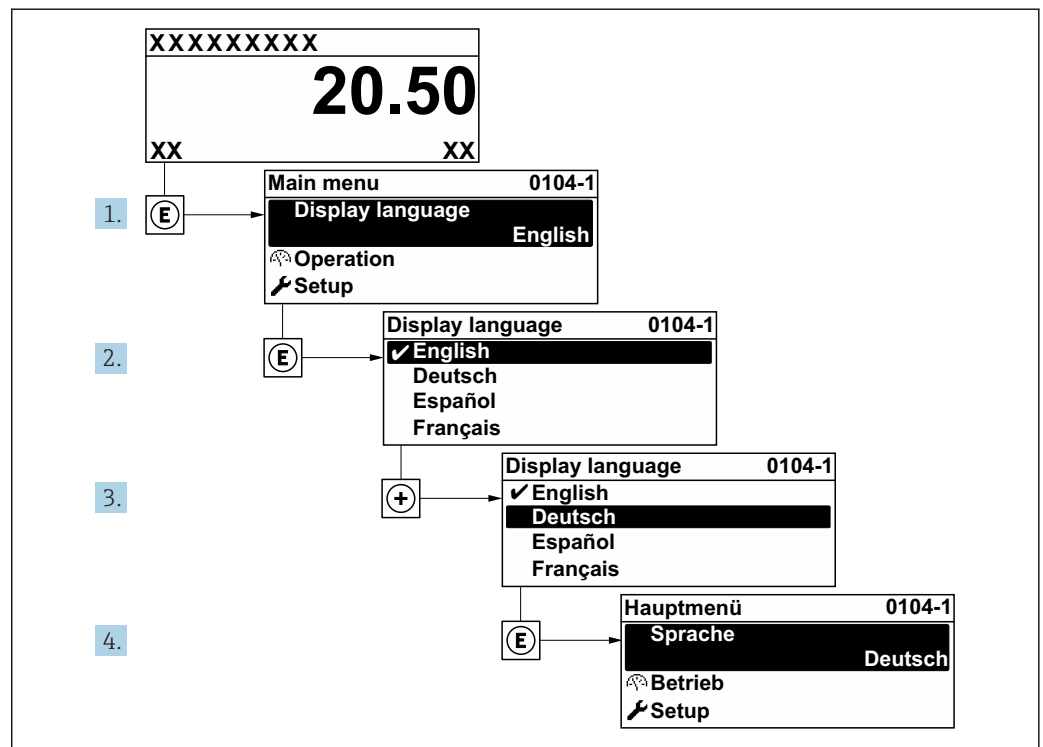 XXXXXXXXX
20.50
XX XX
1. E
Main menu 0104-1
Display language
English
Operation
Setup
2. E
Display language 0104-1
✔ English
Deutsch
Español
Français
3. +
Display language 0104-1
✔ English
Deutsch
Español
Français
4. E
Hauptmenü 0104-1
Sprache
Deutsch
Betrieb
Setup